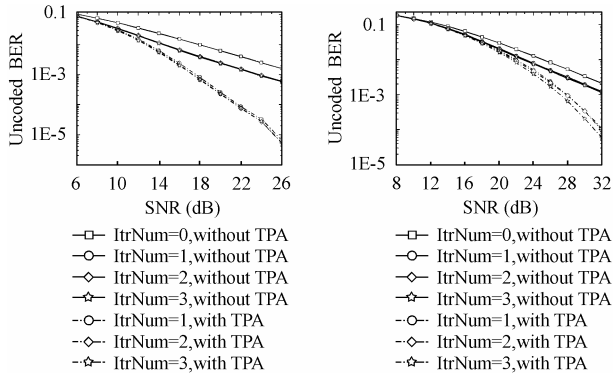 0.1
1E-3
1E-5
Uncoded BER
6 10 14 18 22 26
SNR (dB)
ItrNum=0,without TPA
ItrNum=1,without TPA
ItrNum=2,without TPA
ItrNum=3,without TPA
ItrNum=1,with TPA
ItrNum=2,with TPA
ItrNum=3,with TPA
0.1
1E-3
1E-5
Uncoded BER
8 12 16 20 24 28 32
SNR (dB)
ItrNum=0,without TPA
ItrNum=1,without TPA
ItrNum=2,without TPA
ItrNum=3,without TPA
ItrNum=1,with TPA
ItrNum=2,with TPA
ItrNum=3,with TPA